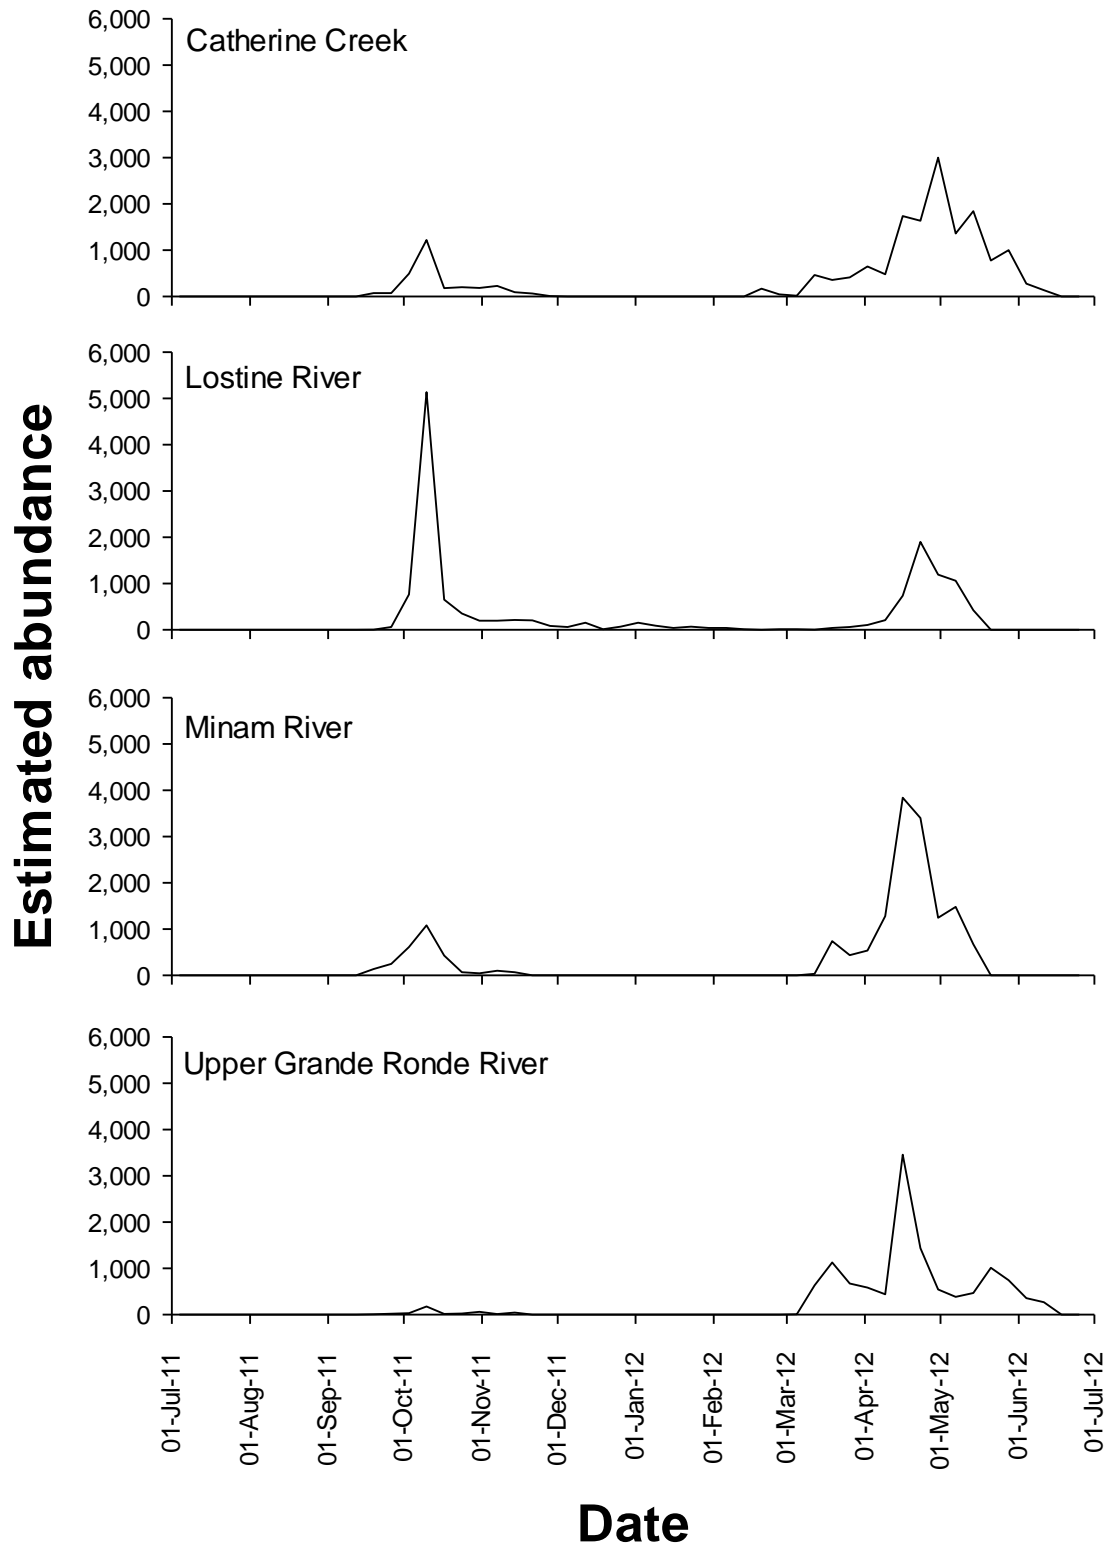 Estimated abundance
6,000
5,000
4,000
3,000
2,000
1,000
0
Catherine Creek
6,000
5,000
4,000
3,000
2,000
1,000
0
Lostine River
6,000
5,000
4,000
3,000
2,000
1,000
0
Minam River
6,000
5,000
4,000
3,000
2,000
1,000
0
Upper Grande Ronde River
01-Jul-11
01-Aug-11
01-Sep-11
01-Oct-11
01-Nov-11
01-Dec-11
01-Jan-12
01-Feb-12
01-Mar-12
01-Apr-12
01-May-12
01-Jun-12
01-Jul-12
Date